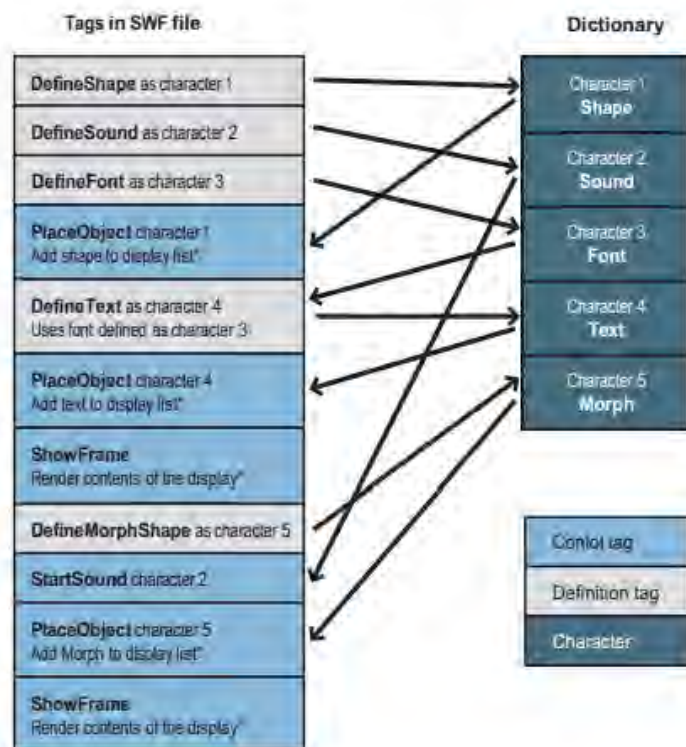 Tags in SWF file
DefineShape as character 1
DefineSound as character 2
DefineFont as character 3
PlaceObject character 1
Add shape to display list*
DefineText as character 4
Uses font defined as character 3
PlaceObject character 4
Add text to display list*
ShowFrame
Render contents of the display*
DefineMorphShape as character 5
StartSound character 2
PlaceObject character 5
Add Morph to display list*
ShowFrame
Render contents of the display*
Dictionary
Character 1
Shape
Character 2
Sound
Character 3
Font
Character 4
Text
Character 5
Morph
Contol tag
Definition tag
Character